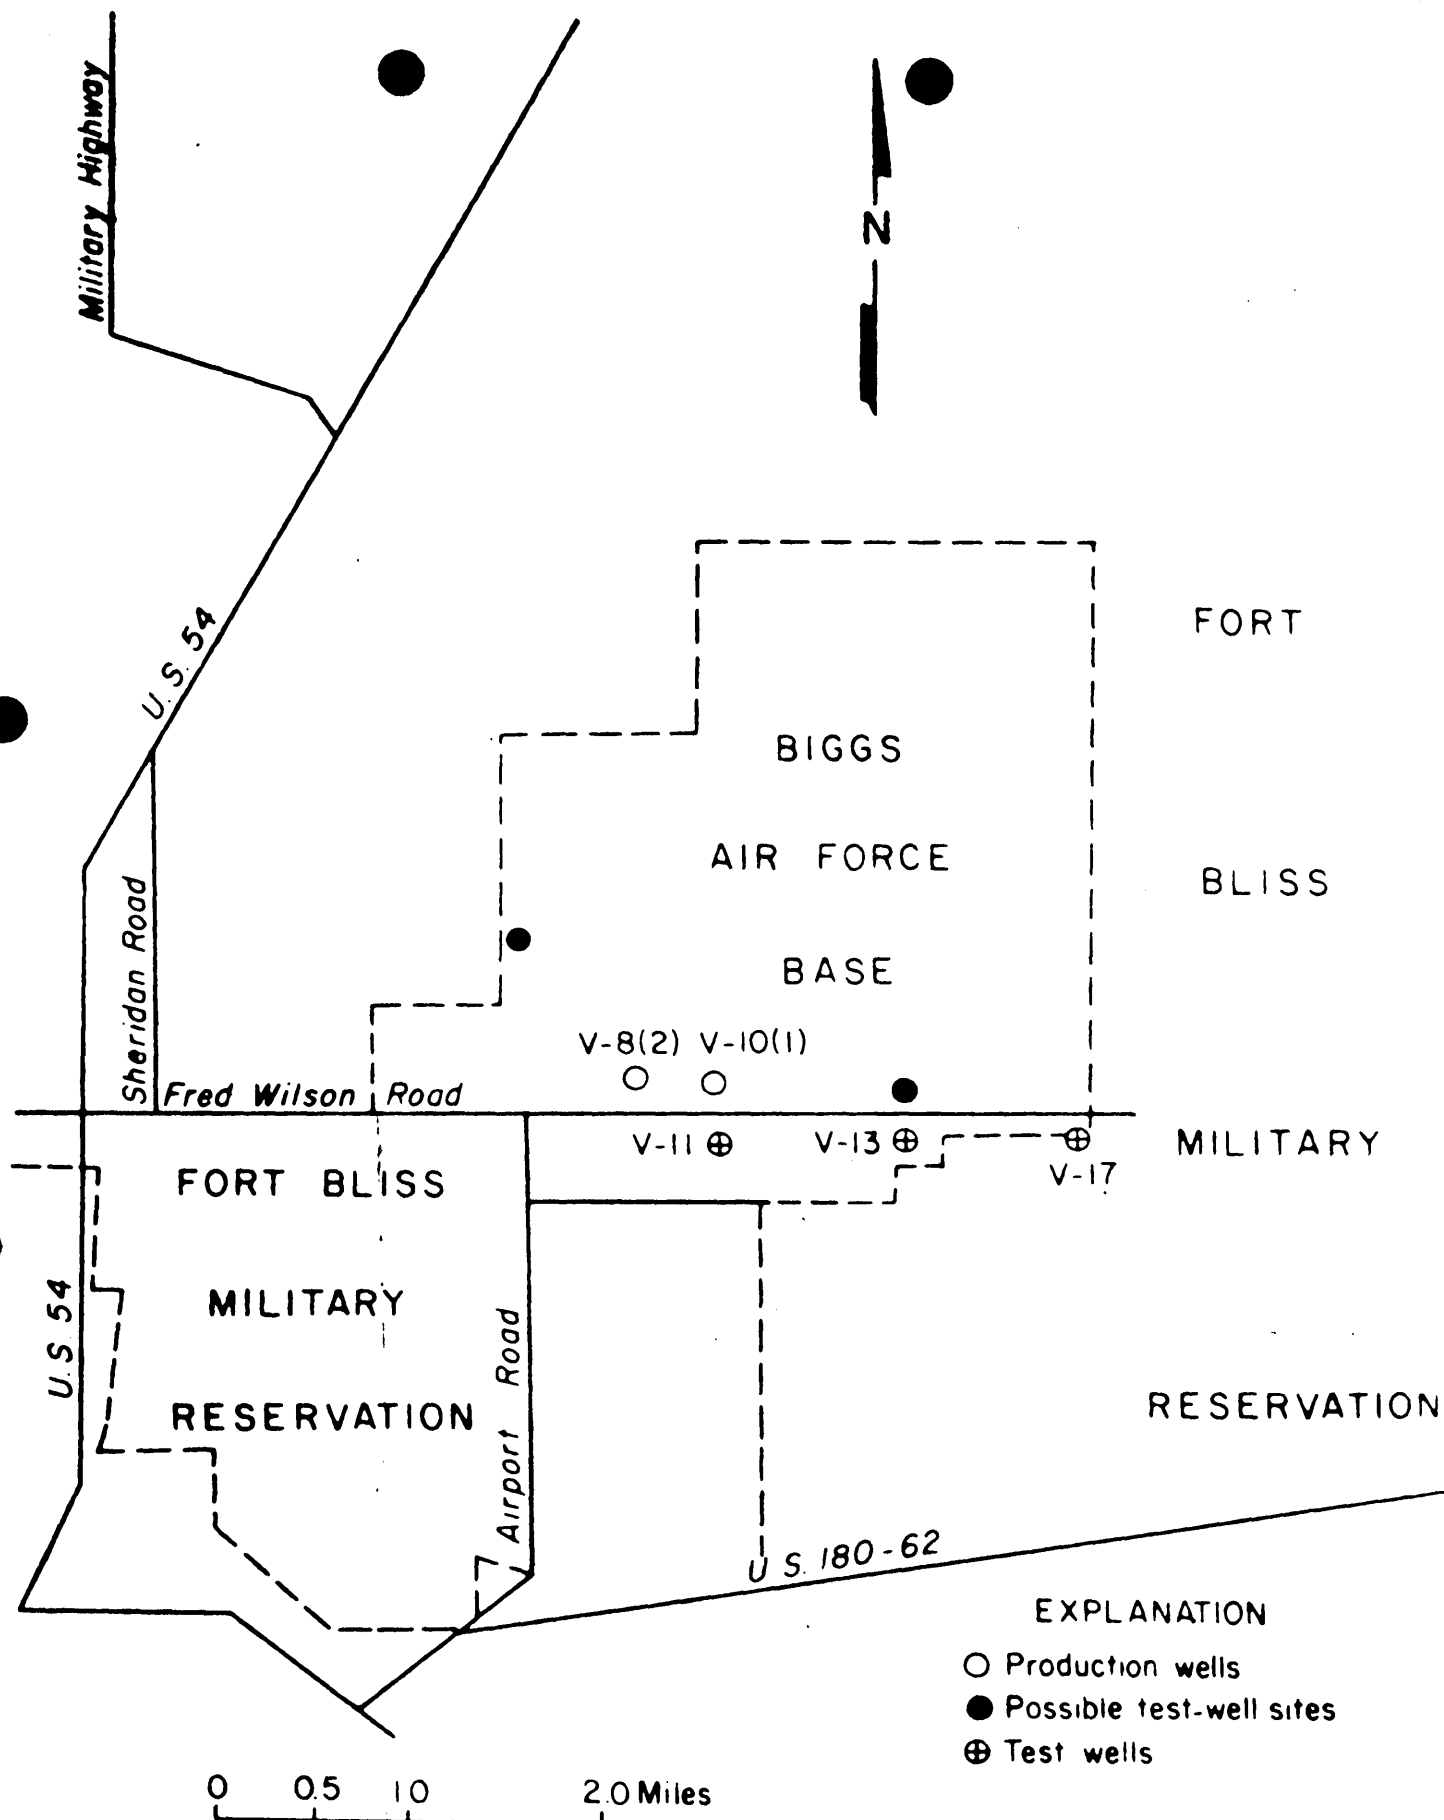 Military Highway
N
U.S. 54
FORT
BIGGS
AIR FORCE
BLISS
Sheridan Road
BASE
V-8(2) V-10(1)
Fred Wilson Road
V-11
V-13
MILITARY
V-17
FORT BLISS
MILITARY
U.S. 54
Airport Road
RESERVATION
RESERVATION
U.S. 180-62
EXPLANATION
Production wells
Possible test-well sites
Test wells
0 0.5 1.0 2.0 Miles